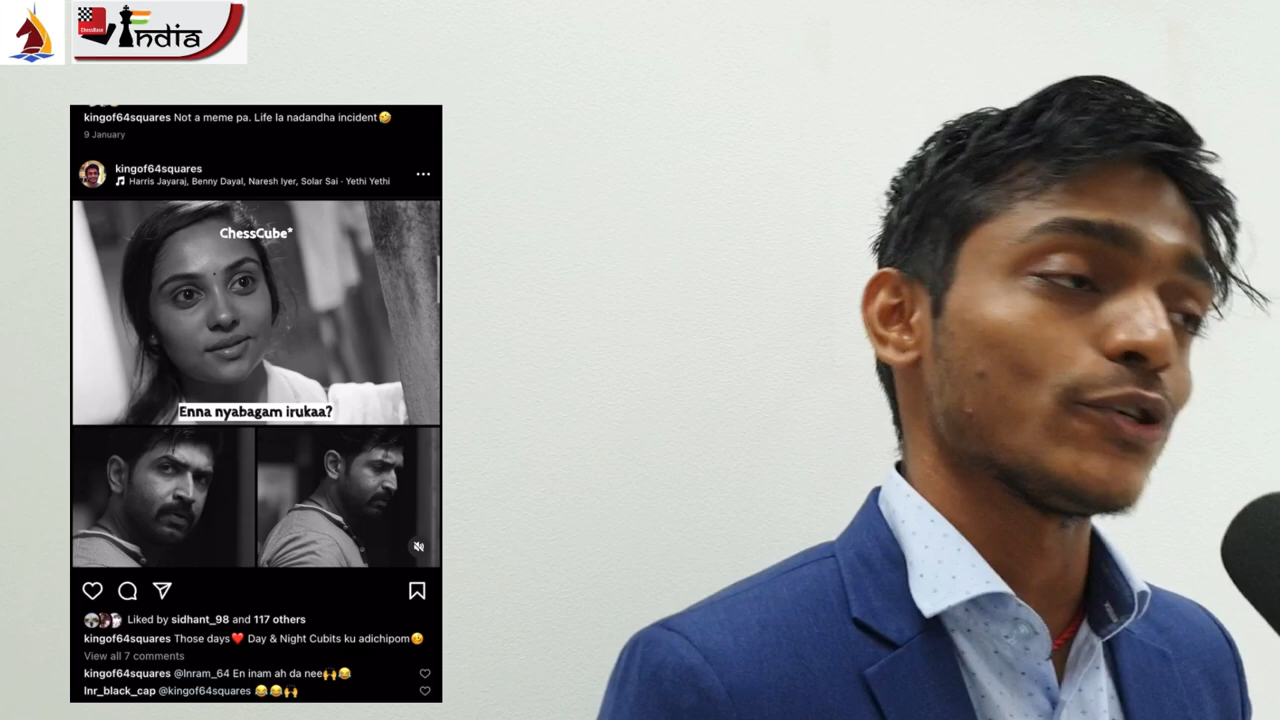 ChessBase
India
kingof64squares Not a meme pa. Life la nadandha incident🤣
9 January
kingof64squares
Harris Jayaraj, Benny Dayal, Naresh Iyer, Solar Sai · Yethi Yethi
ChessCube*
Enna nyabagam irukaa?
Liked by sidhant_98 and 117 others
kingof64squares Those days❤️ Day & Night Cubits ku adichipom🥲
View all 7 comments
kingof64squares @lnram_64 En inam ah da nee🙌😂
lnr_black_cap @kingof64squares 😂😂🙌